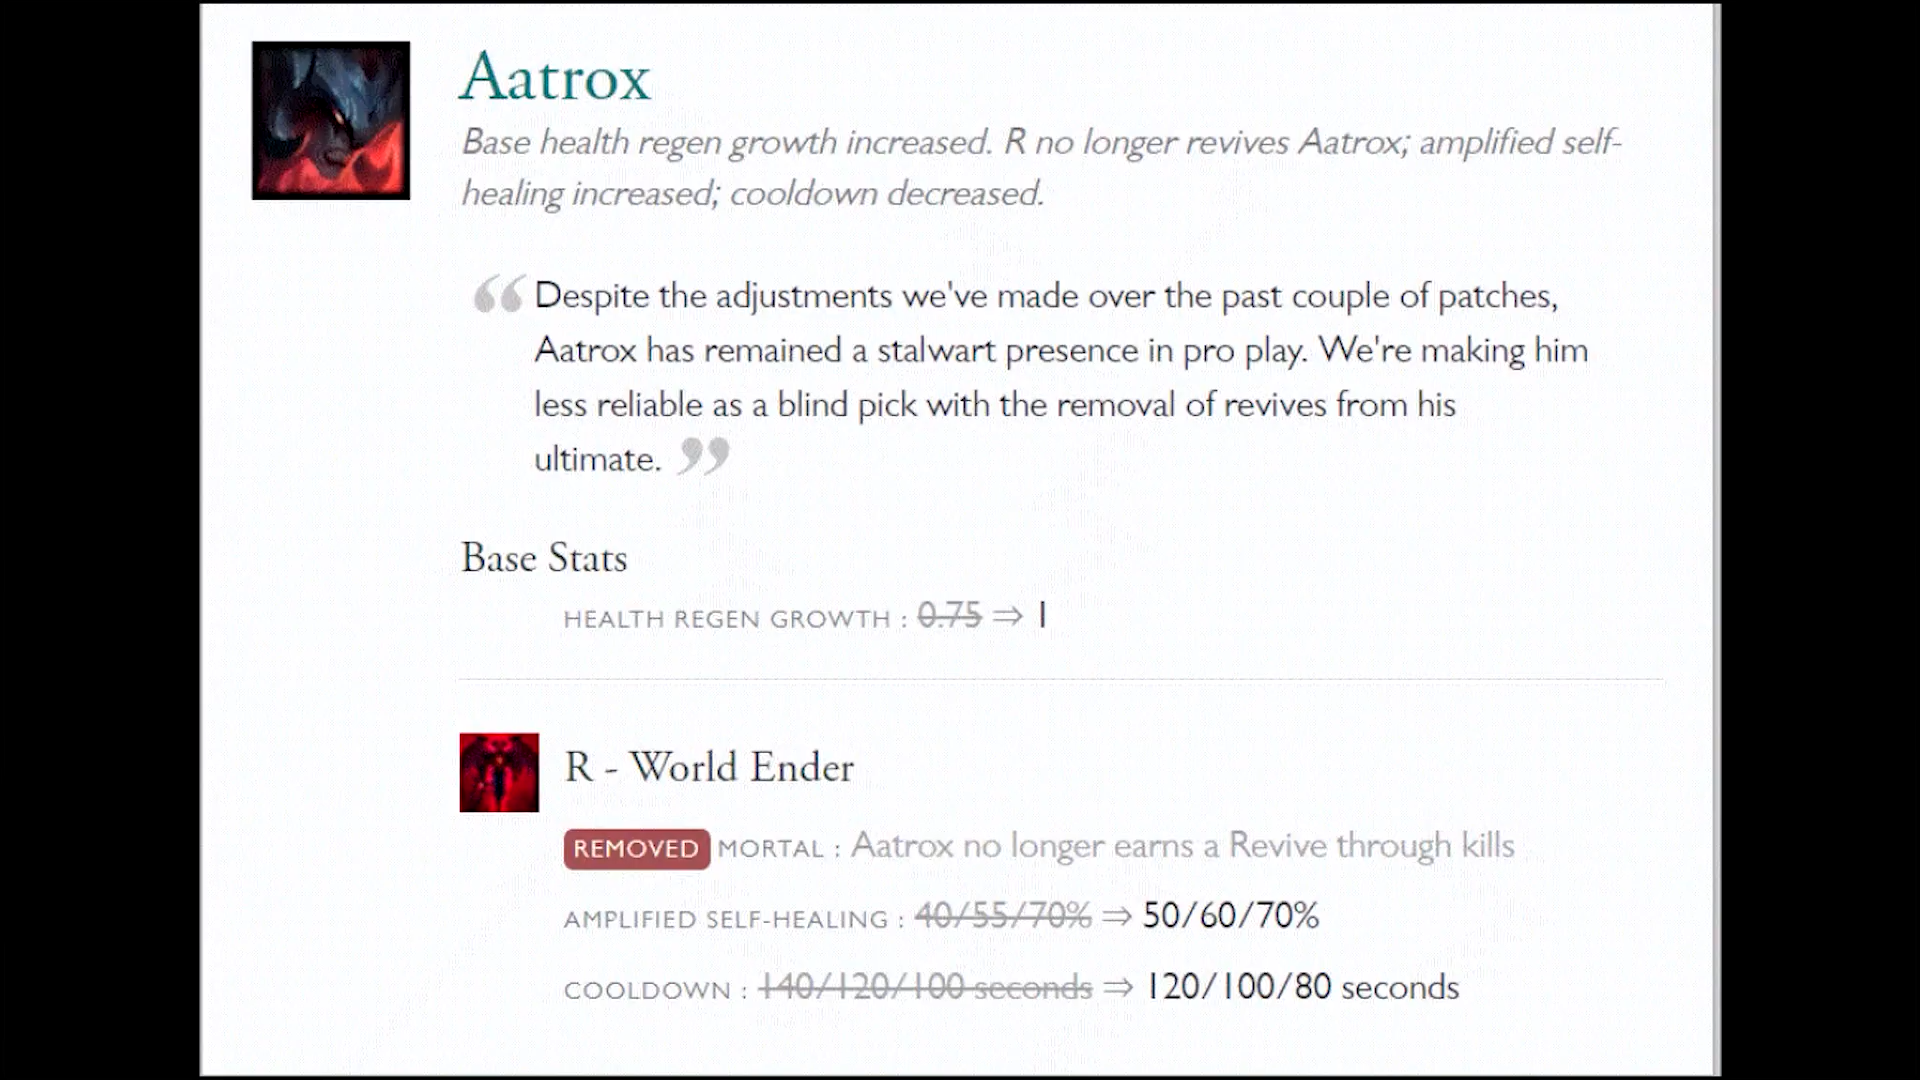 Aatrox
Base health regen growth increased. R no longer revives Aatrox; amplified self-
healing increased; cooldown decreased.
“Despite the adjustments we've made over the past couple of patches,
Aatrox has remained a stalwart presence in pro play. We're making him
less reliable as a blind pick with the removal of revives from his
ultimate.”
Base Stats
HEALTH REGEN GROWTH : 0.75 ⇒ 1
R - World Ender
REMOVED MORTAL : Aatrox no longer earns a Revive through kills
AMPLIFIED SELF-HEALING : 40/55/70% ⇒ 50/60/70%
COOLDOWN : 140/120/100 seconds ⇒ 120/100/80 seconds